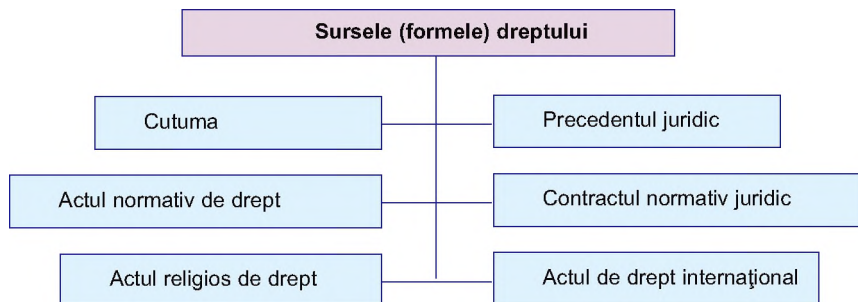 Sursele (formele) dreptului
Cutuma
Precedentul juridic
Actul normativ de drept
Contractul normativ juridic
Actul religios de drept
Actul de drept internaţional